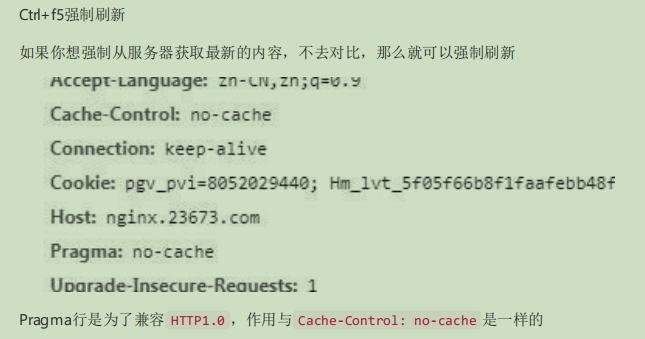 Ctrl+f5强制刷新
如果你想强制从服务器获取最新的内容，不去对比，那么就可以强制刷新
Accept-Language: zh-CN,zh;q=0.9
Cache-Control: no-cache
Connection: keep-alive
Cookie: pgv_pvi=8052029440; Hm_lvt_5f05f66b8f1faafebb48f
Host: nginx.23673.com
Pragma: no-cache
Upgrade-Insecure-Requests: 1
Pragma行是为了兼容 HTTP1.0 ，作用与 Cache-Control: no-cache 是一样的